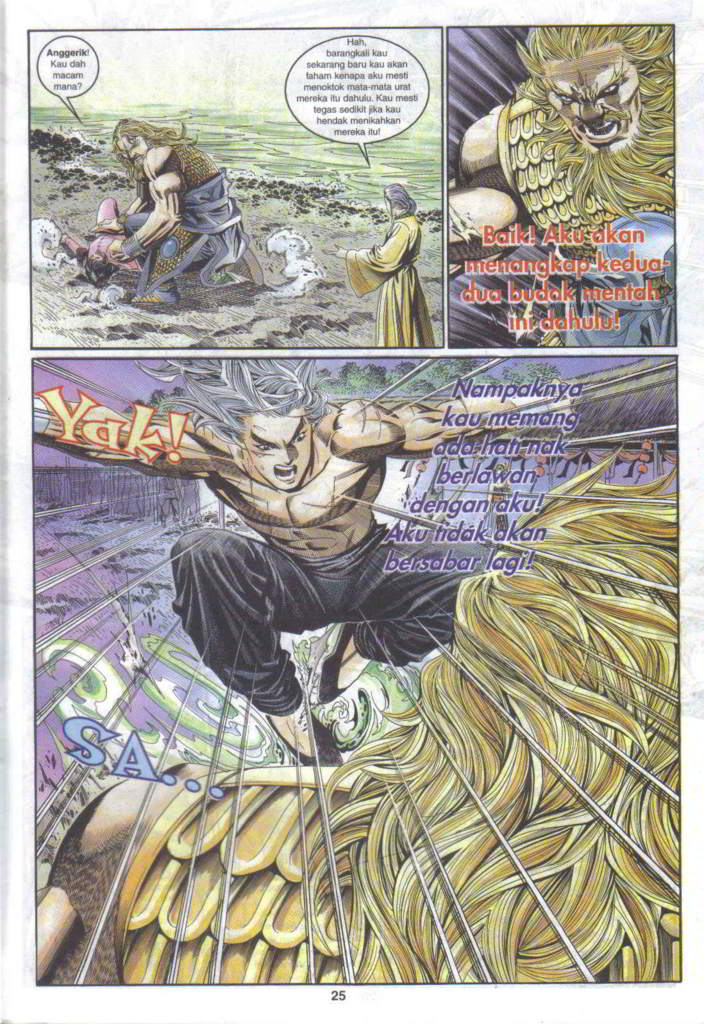 Anggerik!
Kau dah
macam
mana?
Hah,
barangkali kau
sekarang baru kau akan
faham kenapa aku mesti
menoktok mata-mata urat
mereka itu dahulu. Kau mesti
tegas sedikit jika kau
hendak menikahkan
mereka itu!
Baik! Aku akan
menangkap kedua-
dua budak mentah
ini dahulu!
Yak!
Nampaknya
kau memang
ada hati nak
berlawan
dengan aku!
Aku tidak akan
bersabar lagi!
SA...
25